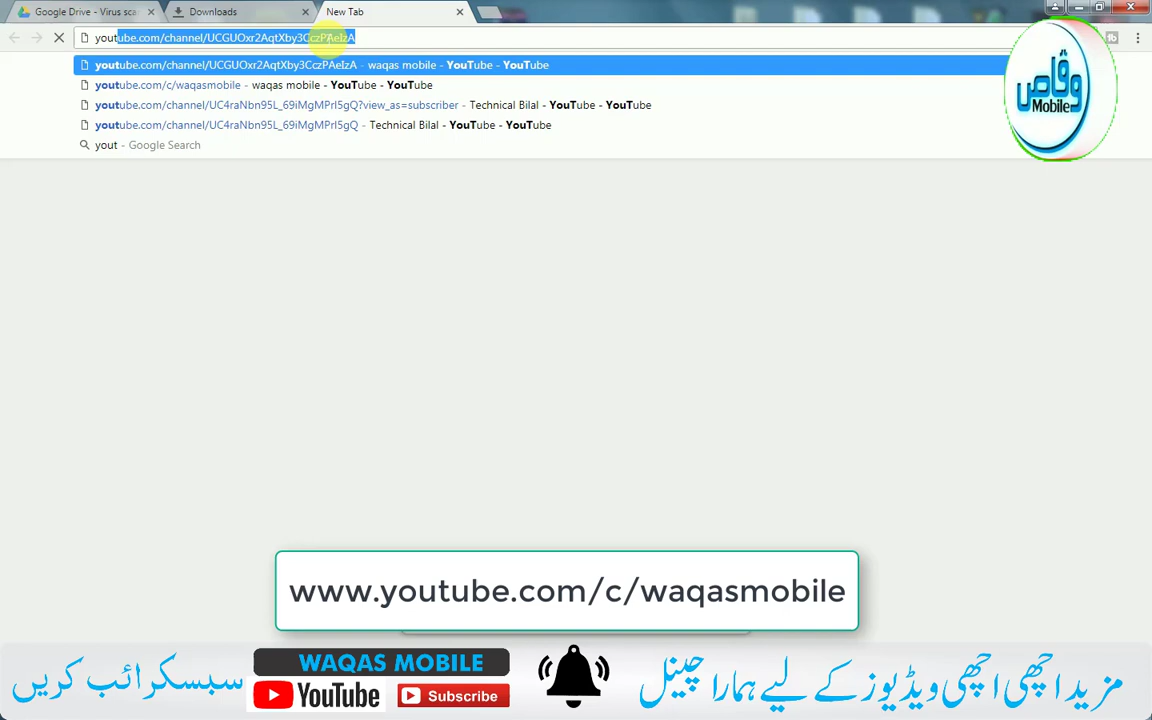 Google Drive - Virus sca
Downloads
New Tab
youtube.com/channel/UCGUOxr2AqtXby3CczPAeIzA
youtube.com/channel/UCGUOxr2AqtXby3CczPAeIzA - waqas mobile - YouTube - YouTube
youtube.com/c/waqasmobile - waqas mobile - YouTube - YouTube
youtube.com/channel/UC4raNbn95L_69iMgMPrI5gQ?view_as=subscriber - Technical Bilal - YouTube - YouTube
youtube.com/channel/UC4raNbn95L_69iMgMPrI5gQ - Technical Bilal - YouTube - YouTube
yout - Google Search
وقاص
Mobile
www.youtube.com/c/waqasmobile
مزید اچھی اچھی ویڈیوز کے لیے ہمارا چینل
WAQAS MOBILE
YouTube
Subscribe
سبسکرائب کریں